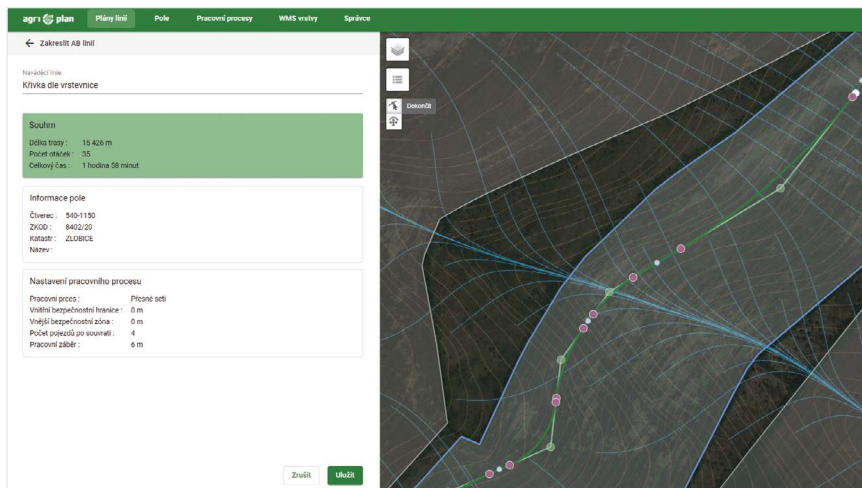 agri plan Plány linií Pole Pracovní procesy WMS vrstvy Správce
Zakreslit AB linii
Naváděcí linie
Křivka dle vrstevnice
Dokončit
Souhrn
Délka trasy : 15 426 m
Počet otáček : 35
Celkový čas : 1 hodina 58 minut
Informace pole
Čtverec : 540-1150
ZKOD : 8402/20
Katastr : ZLOBICE
Název :
Nastavení pracovního procesu
Pracovní prces : Přesné setí
Vnitřní bezpečnostní hranice : 0 m
Vnější bezpečnostní zóna : 0 m
Počet pojezdů po souvrati : 4
Pracovní záběr : 6 m
Zrušit Uložit